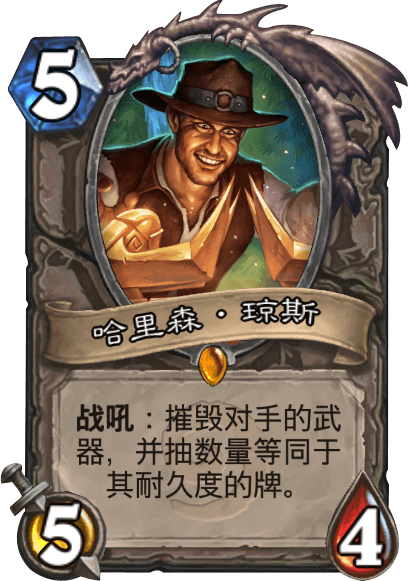 5
哈里森·琼斯
战吼：摧毁对手的武
器，并抽数量等同于
其耐久度的牌。
5
4